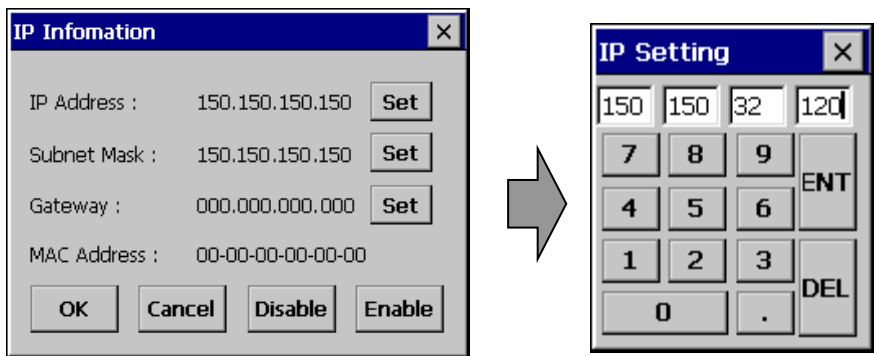 IP Infomation
IP Address : 150.150.150.150 Set
Subnet Mask : 150.150.150.150 Set
Gateway : 000.000.000.000 Set
MAC Address : 00-00-00-00-00-00
OK Cancel Disable Enable
IP Setting
150 150 32 120
7 8 9
ENT
4 5 6
1 2 3
DEL
0 .